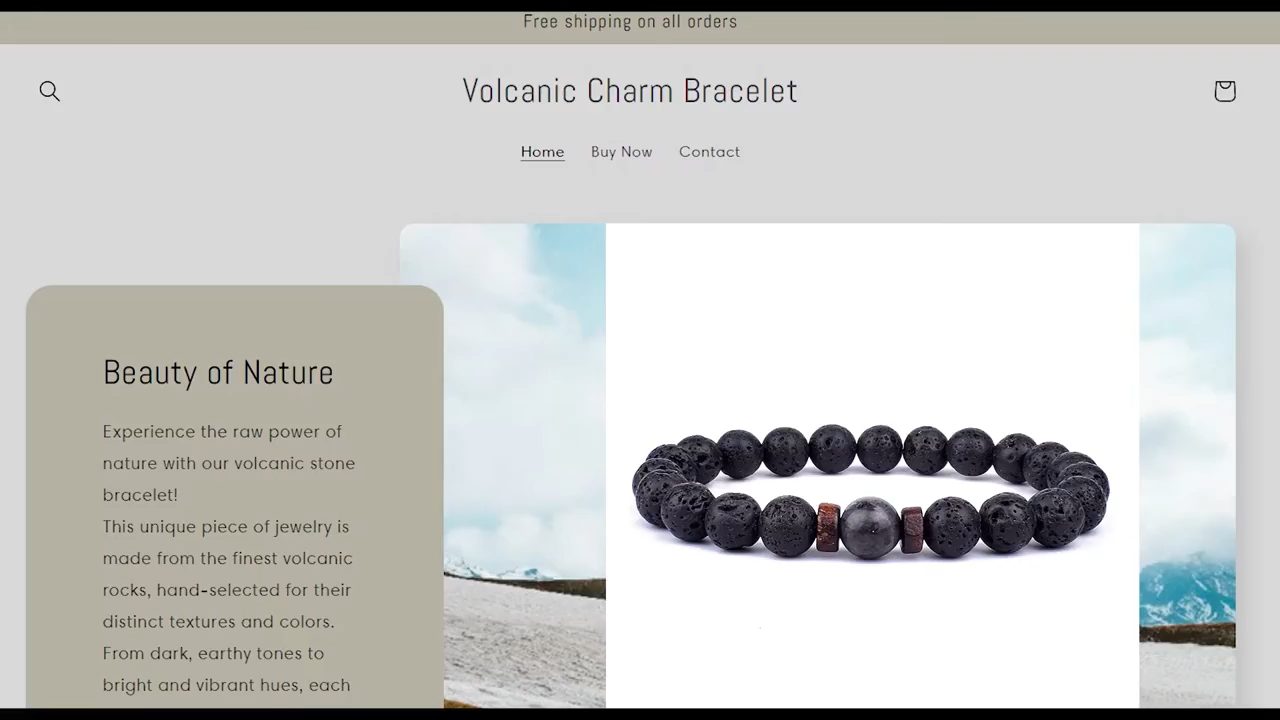 Free shipping on all orders
Volcanic Charm Bracelet
Home Buy Now Contact
Beauty of Nature
Experience the raw power of
nature with our volcanic stone
bracelet!
This unique piece of jewelry is
made from the finest volcanic
rocks, hand-selected for their
distinct textures and colors.
From dark, earthy tones to
bright and vibrant hues, each